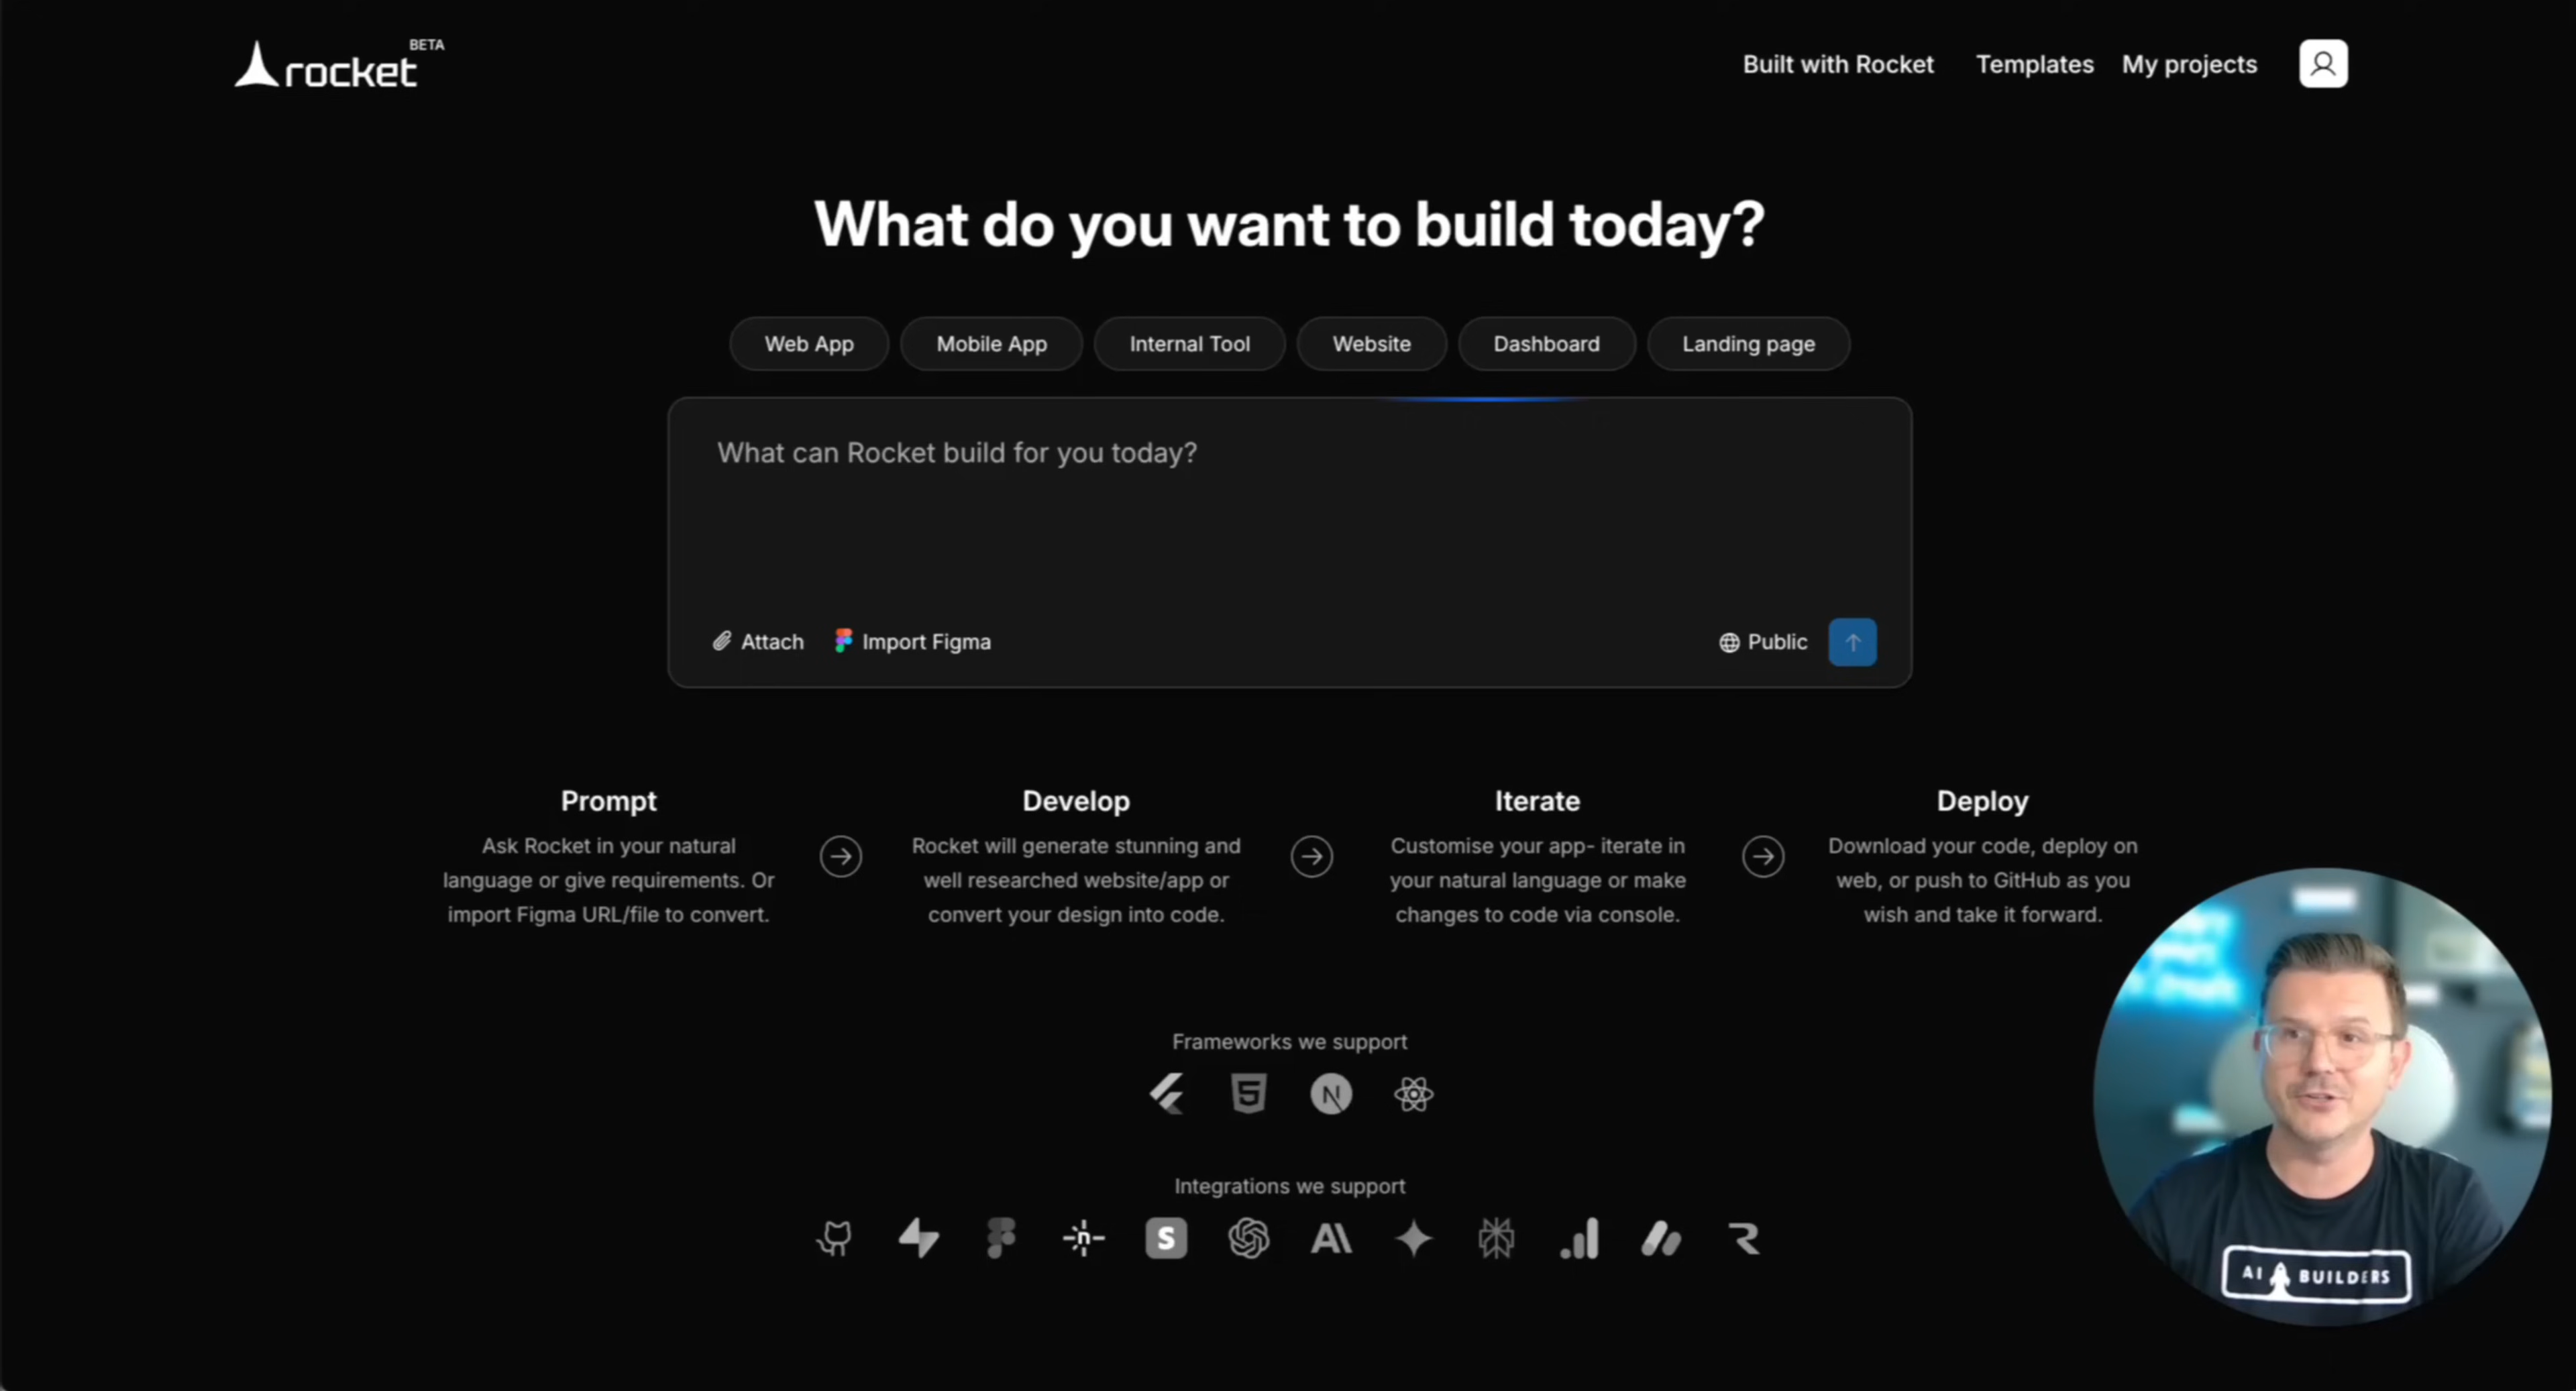 rocket BETA
Built with Rocket
Templates
My projects
What do you want to build today?
Web App
Mobile App
Internal Tool
Website
Dashboard
Landing page
What can Rocket build for you today?
Attach
Import Figma
Public
Prompt
Ask Rocket in your natural
language or give requirements. Or
import Figma URL/file to convert.
Develop
Rocket will generate stunning and
well researched website/app or
convert your design into code.
Iterate
Customise your app- iterate in
your natural language or make
changes to code via console.
Deploy
Download your code, deploy on
web, or push to GitHub as you
wish and take it forward.
Frameworks we support
Integrations we support
AI BUILDERS